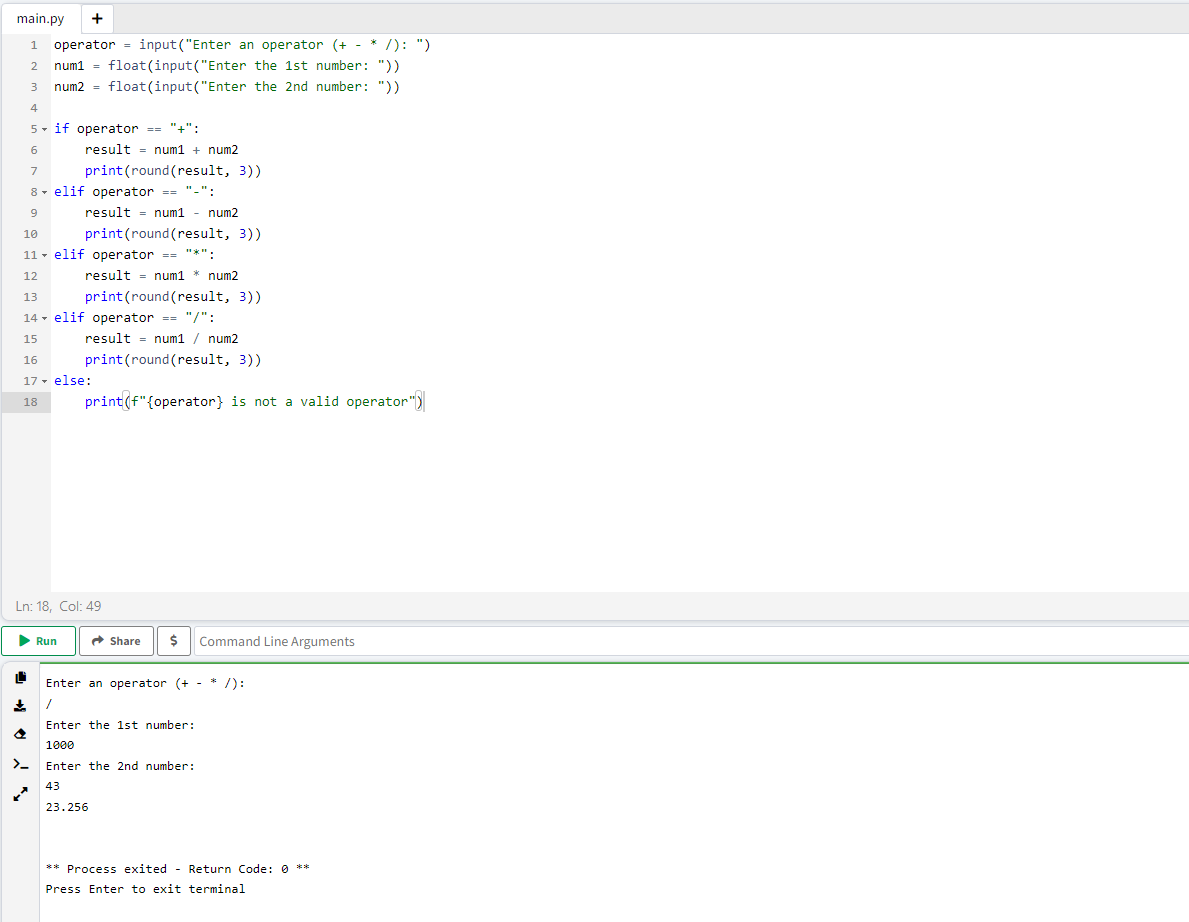 main.py +
1 operator = input("Enter an operator (+ - * /): ")
2 num1 = float(input("Enter the 1st number: "))
3 num2 = float(input("Enter the 2nd number: "))
4
5 if operator == "+":
6     result = num1 + num2
7     print(round(result, 3))
8 elif operator == "-":
9     result = num1 - num2
10     print(round(result, 3))
11 elif operator == "*":
12     result = num1 * num2
13     print(round(result, 3))
14 elif operator == "/":
15     result = num1 / num2
16     print(round(result, 3))
17 else:
18     print(f"{operator} is not a valid operator")
Ln: 18, Col: 49
Run Share $ Command Line Arguments
Enter an operator (+ - * /):
/
Enter the 1st number:
1000
Enter the 2nd number:
43
23.256
** Process exited - Return Code: 0 **
Press Enter to exit terminal